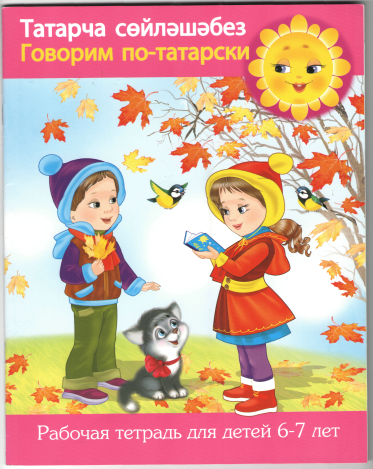 Татарча сөйләшәбез
Говорим по-татарски
Рабочая тетрадь для детей 6-7 лет